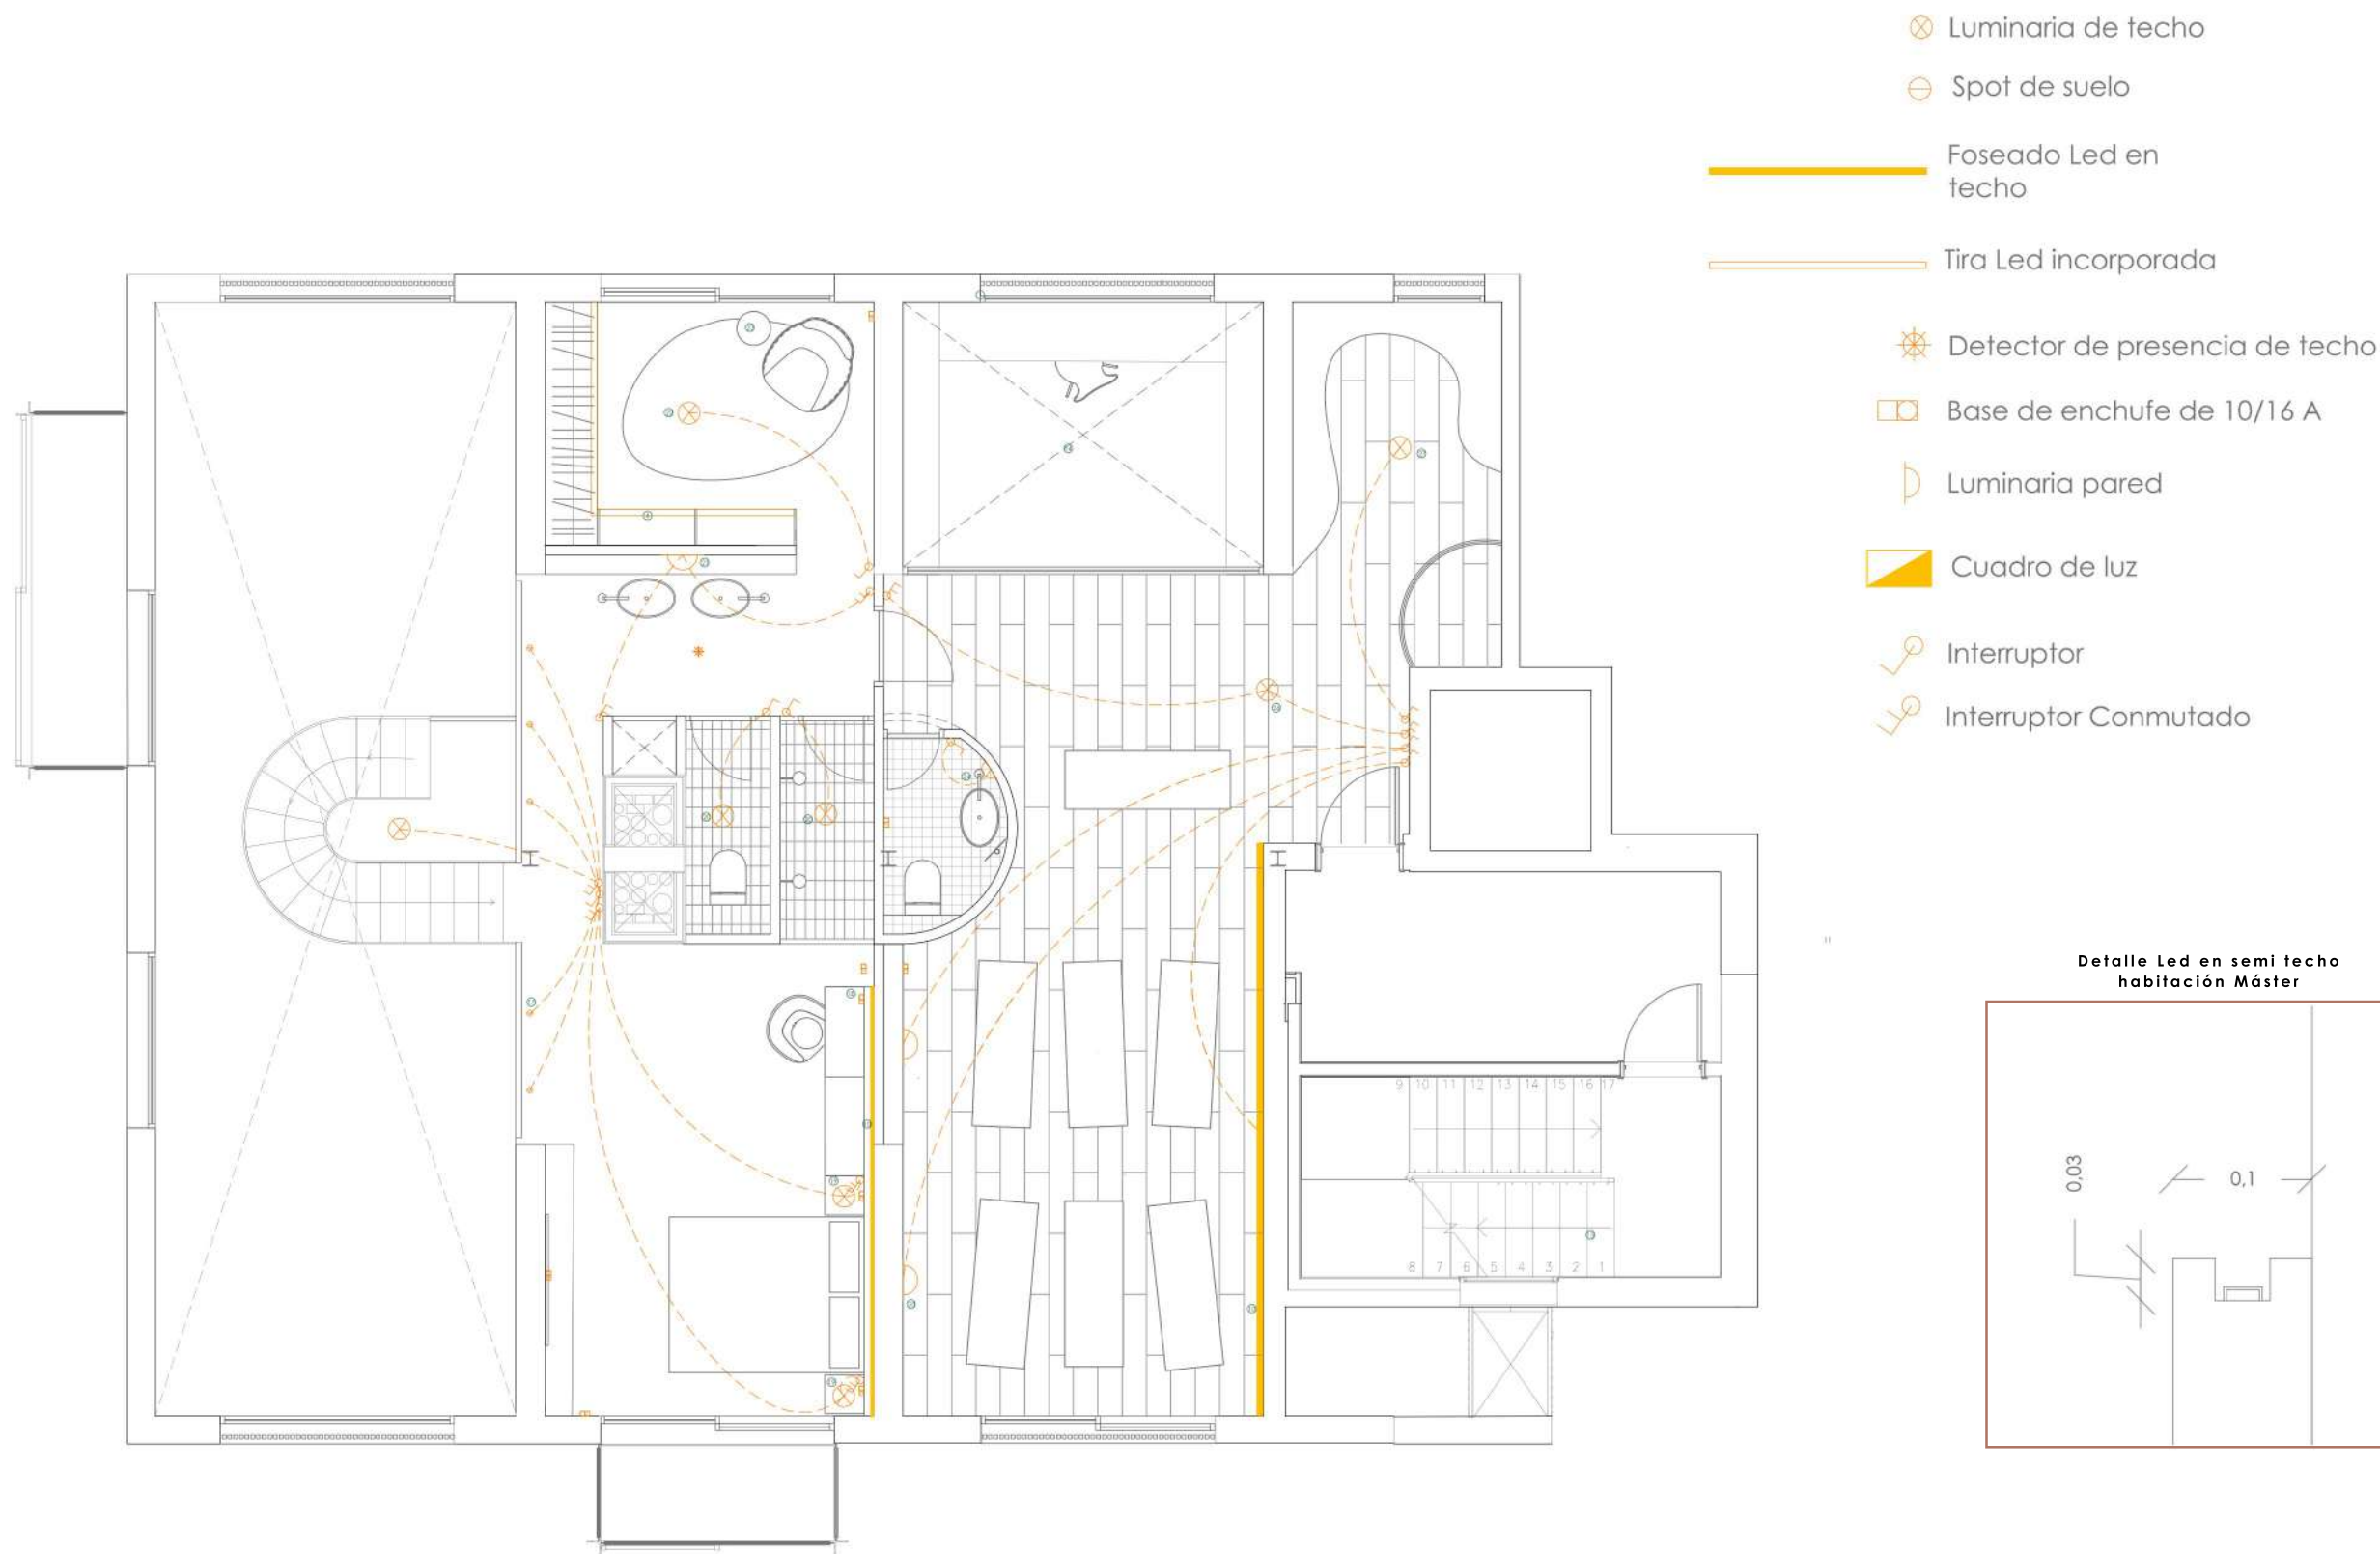 Luminaria de techo
Spot de suelo
Foseado Led en
techo
Tira Led incorporada
Detector de presencia de techo
Base de enchufe de 10/16 A
Luminaria pared
Cuadro de luz
Interruptor
Interruptor Conmutado
Detalle Led en semi techo
habitación Máster
0,03
0,1
9 10 11 12 13 14 15 16 17
8 7 6 5 4 3 2 1